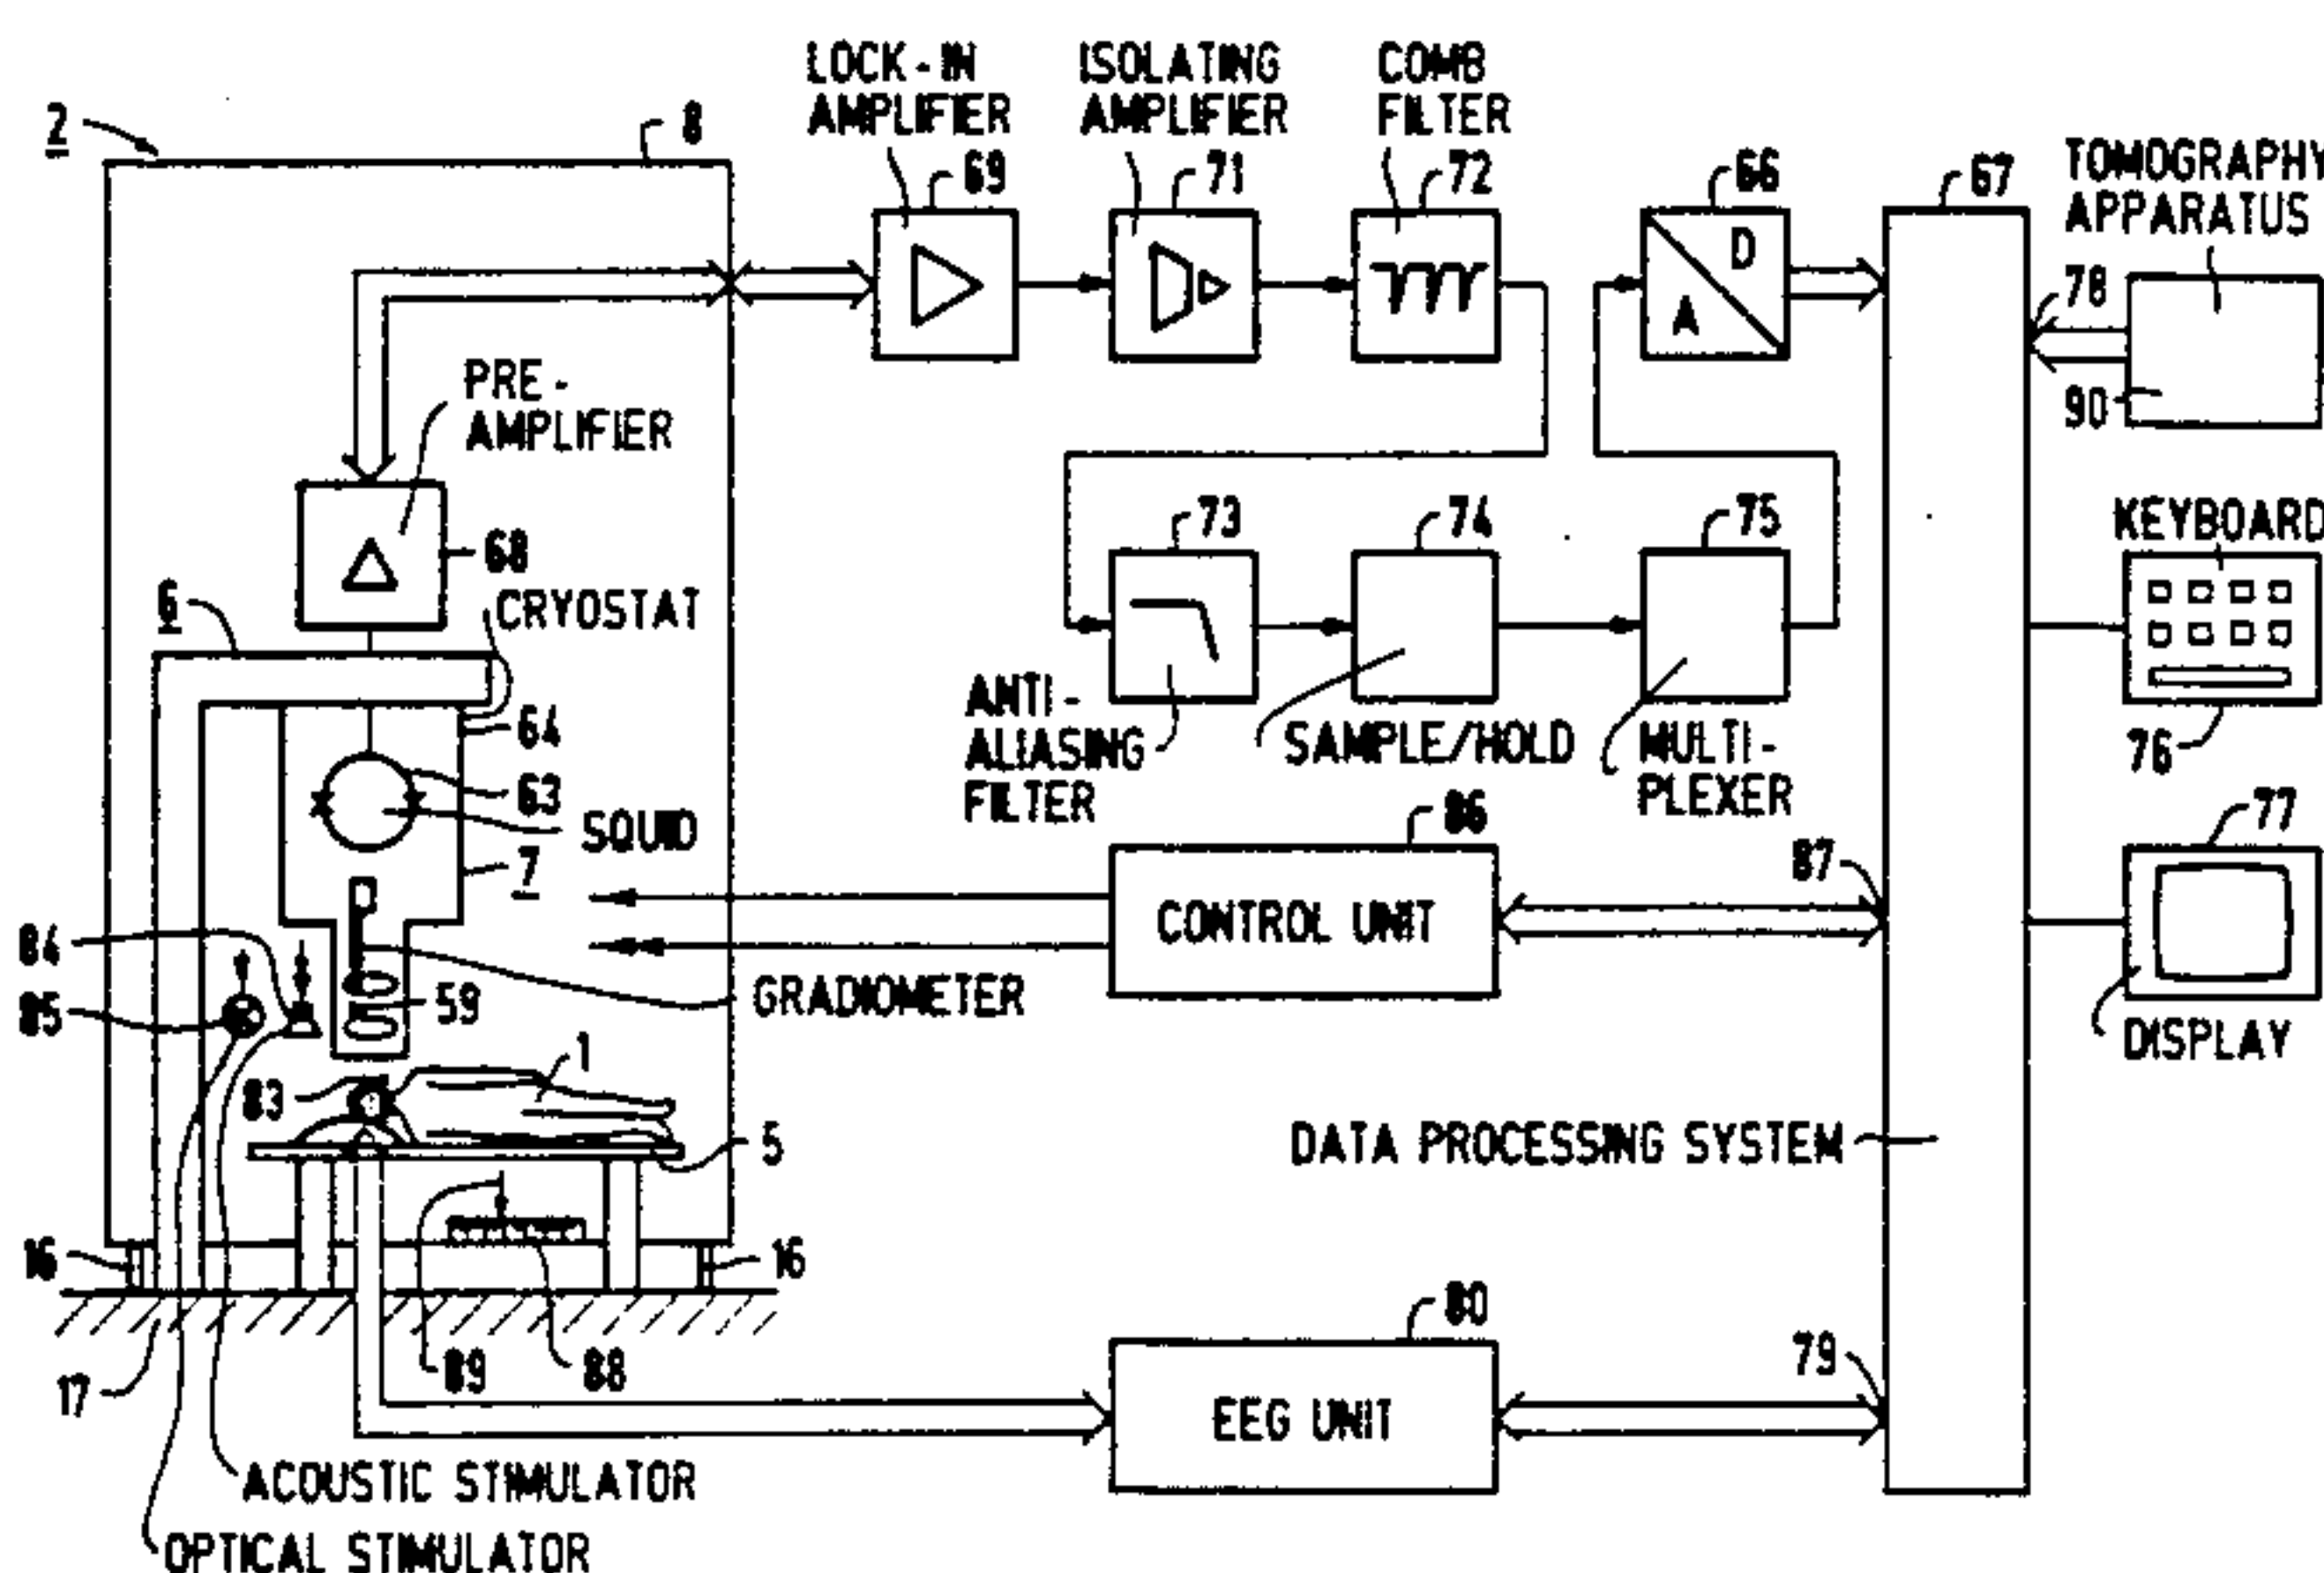 LOCK-IN
AMPLIFIER
ISOLATING
AMPLIFIER
COMB
FILTER
2
8
69
71
72
66
67
TOMOGRAPHY
APPARATUS
D
A
78
90
PRE-
AMPLIFIER
68
6
CRYOSTAT
64
63
SQUID
7
73
74
75
ANTI-
ALIASING
FILTER
SAMPLE/HOLD
MULTI-
PLEXER
KEYBOARD
76
77
DISPLAY
86
CONTROL UNIT
87
84
85
59
GRADIOMETER
83
1
5
DATA PROCESSING SYSTEM
16
16
17
89
88
80
EEG UNIT
79
ACOUSTIC STIMULATOR
OPTICAL STIMULATOR